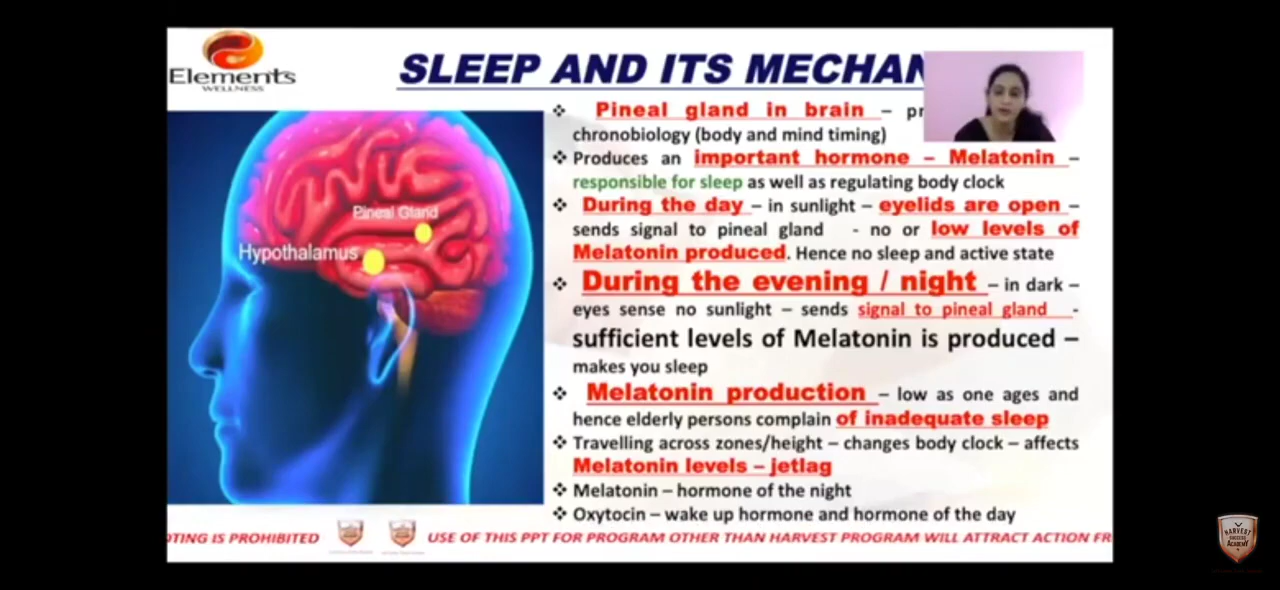 Elements
WELLNESS
SLEEP AND ITS MECHAN
❖ Pineal gland in brain – pr
chronobiology (body and mind timing)
❖ Produces an important hormone – Melatonin –
responsible for sleep as well as regulating body clock
❖ During the day – in sunlight – eyelids are open –
sends signal to pineal gland - no or low levels of
Melatonin produced. Hence no sleep and active state
❖ During the evening / night – in dark –
eyes sense no sunlight – sends signal to pineal gland -
sufficient levels of Melatonin is produced –
makes you sleep
❖ Melatonin production – low as one ages and
hence elderly persons complain of inadequate sleep
❖ Travelling across zones/height – changes body clock – affects
Melatonin levels – jetlag
❖ Melatonin – hormone of the night
❖ Oxytocin – wake up hormone and hormone of the day
Pineal Gland
Hypothalamus
OTING IS PROHIBITED
USE OF THIS PPT FOR PROGRAM OTHER THAN HARVEST PROGRAM WILL ATTRACT ACTION FR
HARVEST
SUCCESS
ACADEMY